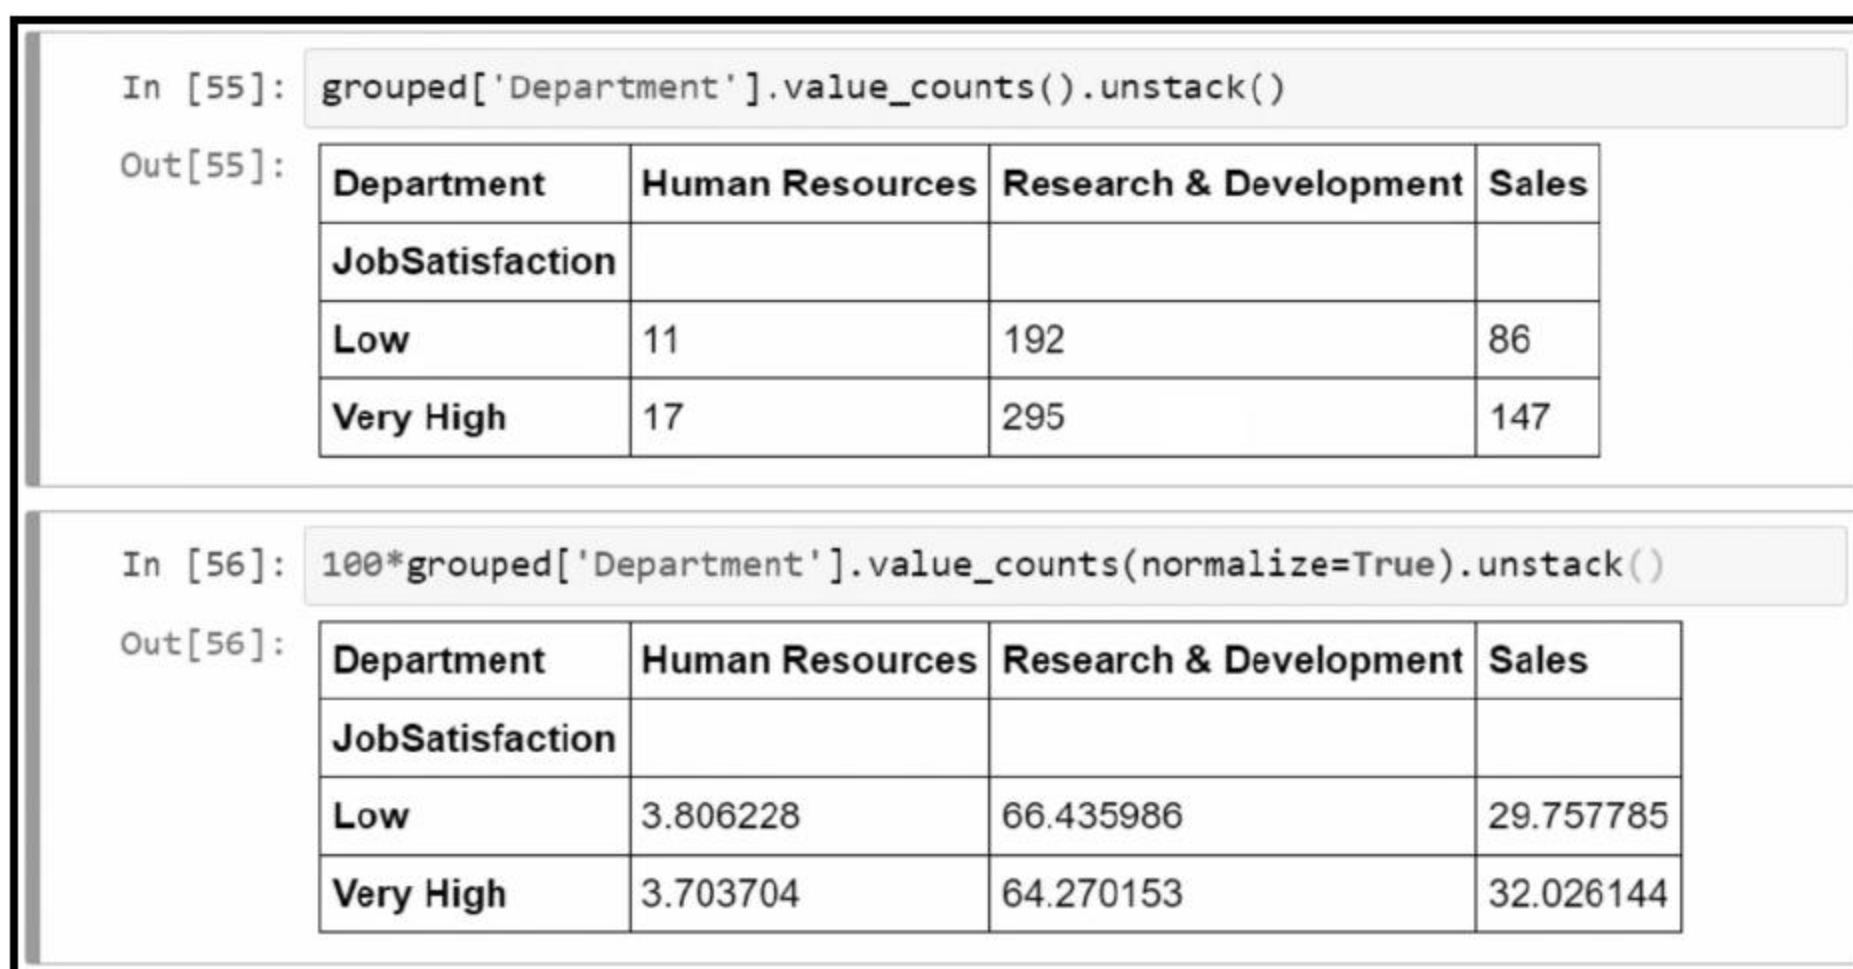 In [55]: grouped['Department'].value_counts().unstack()
Out[55]:
Department Human Resources Research & Development Sales
JobSatisfaction
Low 11 192 86
Very High 17 295 147
In [56]: 100*grouped['Department'].value_counts(normalize=True).unstack()
Out[56]:
Department Human Resources Research & Development Sales
JobSatisfaction
Low 3.806228 66.435986 29.757785
Very High 3.703704 64.270153 32.026144